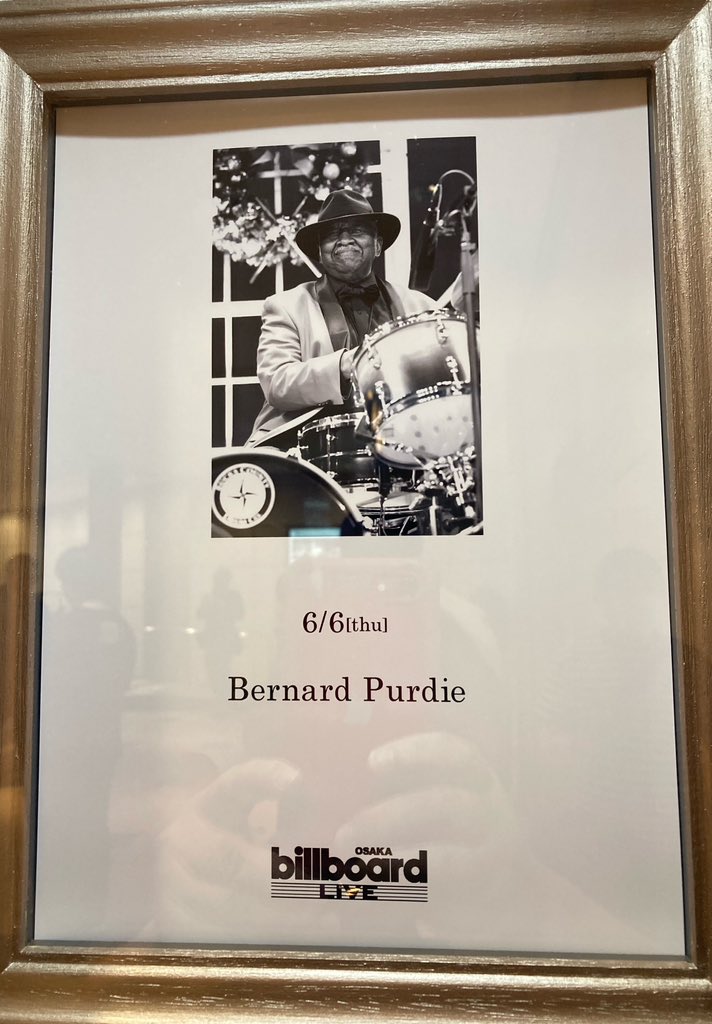 6/6[thu]
Bernard Purdie
OSAKA
billboard
LIVE